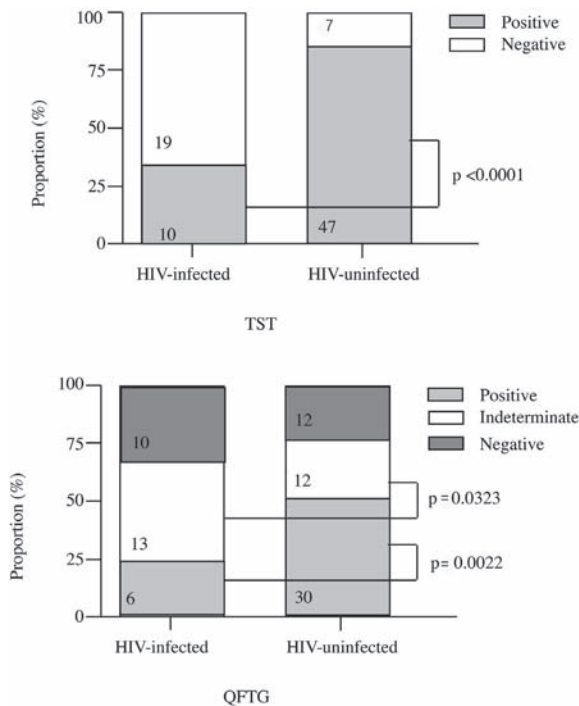 100
75
50
25
0
Proportion (%)
7
19
10
47
Positive
Negative
p <0.0001
HIV-infected
HIV-uninfected
TST
100
75
50
25
0
Proportion (%)
10
12
13
12
6
30
Positive
Indeterminate
Negative
p = 0.0323
p= 0.0022
HIV-infected
HIV-uninfected
QFTG